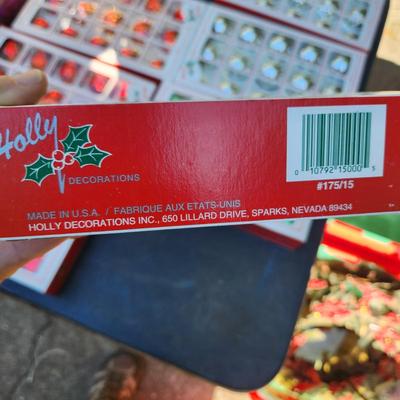 Holly
DECORATIONS
0 10792 15000 5
#175/15
MADE IN U.S.A. / FABRIQUE AUX ETATS-UNIS
HOLLY DECORATIONS INC., 650 LILLARD DRIVE, SPARKS, NEVADA 89434